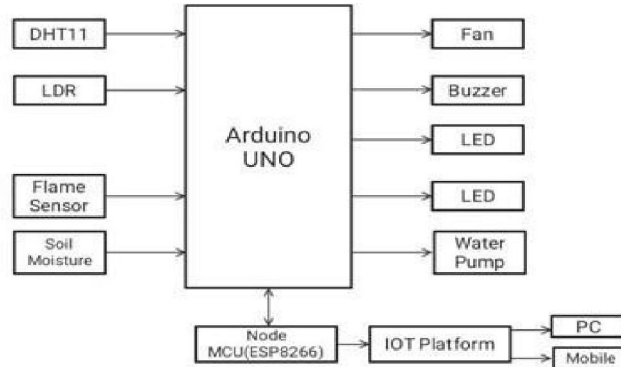 DHT11
LDR
Flame
Sensor
Soil
Moisture
Arduino
UNO
Fan
Buzzer
LED
LED
Water
Pump
Node
MCU(ESP8266)
IOT Platform
PC
Mobile